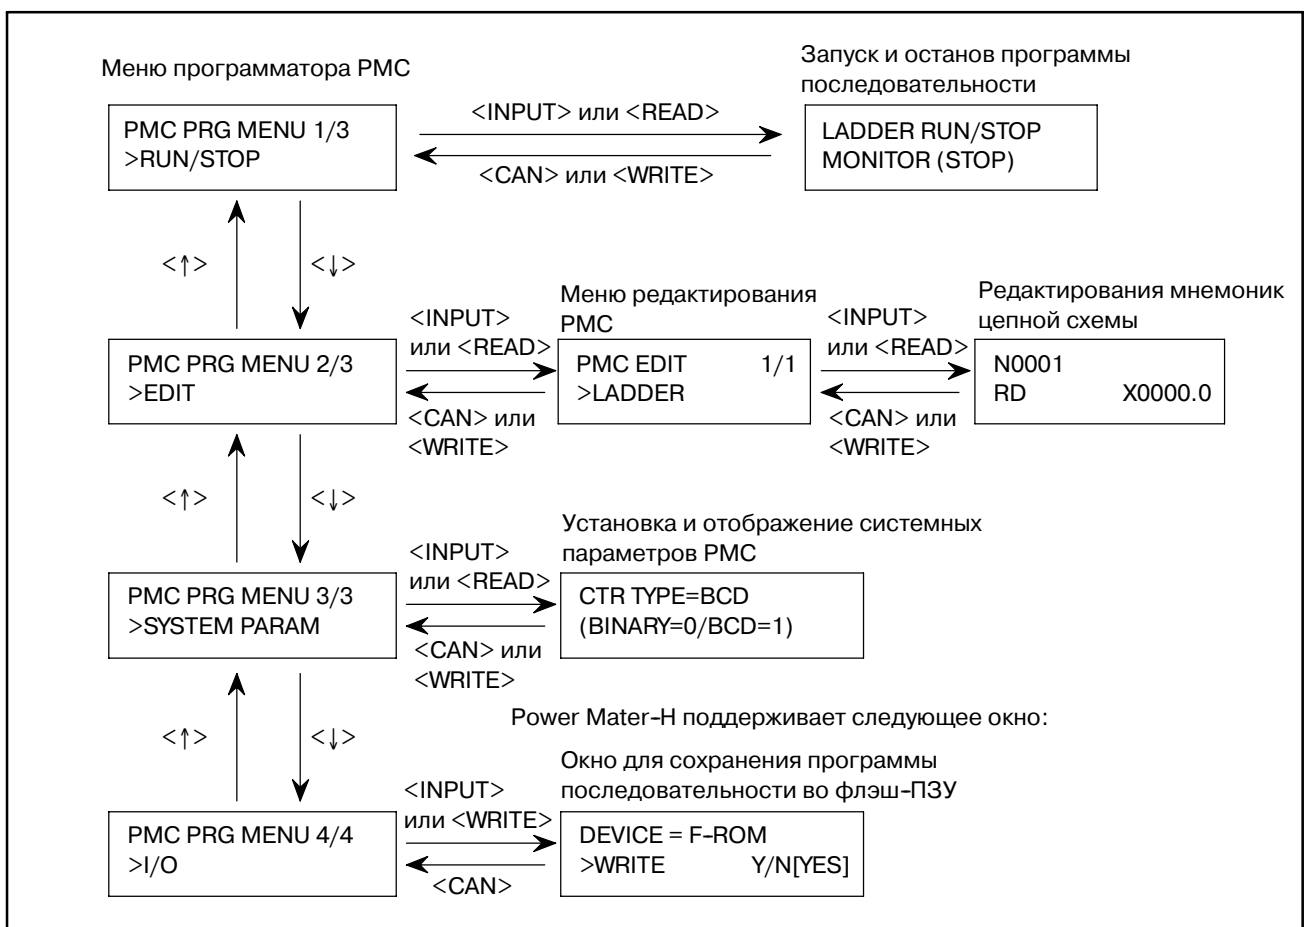 Меню программатора PMC
Запуск и останов программы
последовательности
PMC PRG MENU 1/3
>RUN/STOP
<INPUT> или <READ>
<CAN> или <WRITE>
LADDER RUN/STOP
MONITOR (STOP)
<↑>
<↓>
Меню редактирования
PMC
Редактирования мнемоник
цепной схемы
<INPUT>
или <READ>
<INPUT>
или <READ>
PMC PRG MENU 2/3
>EDIT
PMC EDIT 1/1
>LADDER
N0001
RD X0000.0
<CAN> или
<WRITE>
<CAN> или
<WRITE>
<↑>
<↓>
Установка и отображение системных
параметров PMC
<INPUT>
или <READ>
PMC PRG MENU 3/3
>SYSTEM PARAM
CTR TYPE=BCD
(BINARY=0/BCD=1)
<CAN> или
<WRITE>
Power Mater-H поддерживает следующее окно:
<↑>
<↓>
Окно для сохранения программы
последовательности во флэш-ПЗУ
<INPUT>
или <WRITE>
PMC PRG MENU 4/4
>I/O
DEVICE = F-ROM
>WRITE Y/N[YES]
<CAN>